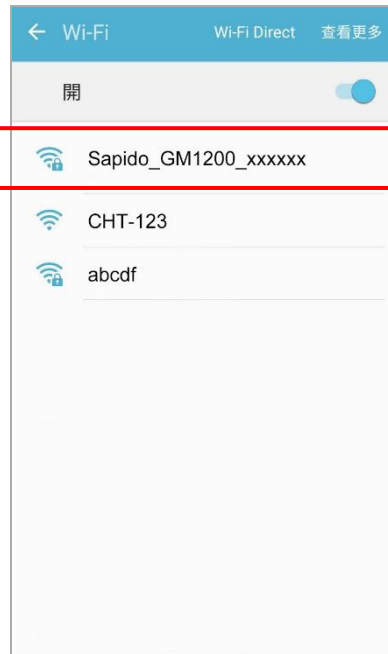 Wi-Fi Wi-Fi Direct 查看更多
開
Sapido_GM1200_xxxxxx
CHT-123
abcdf